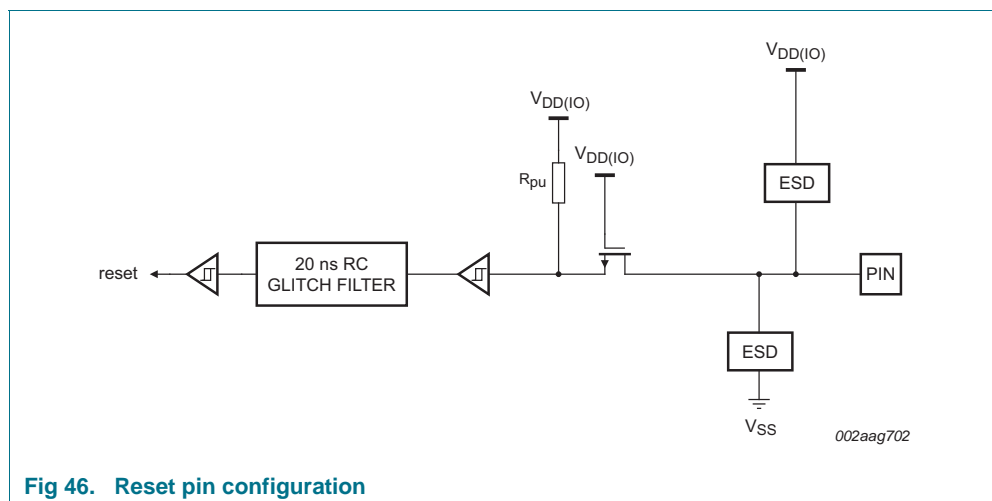 VDD(IO)
VDD(IO)
VDD(IO)
Rpu
ESD
reset
20 ns RC
GLITCH FILTER
PIN
ESD
VSS
002aag702
Fig 46. Reset pin configuration